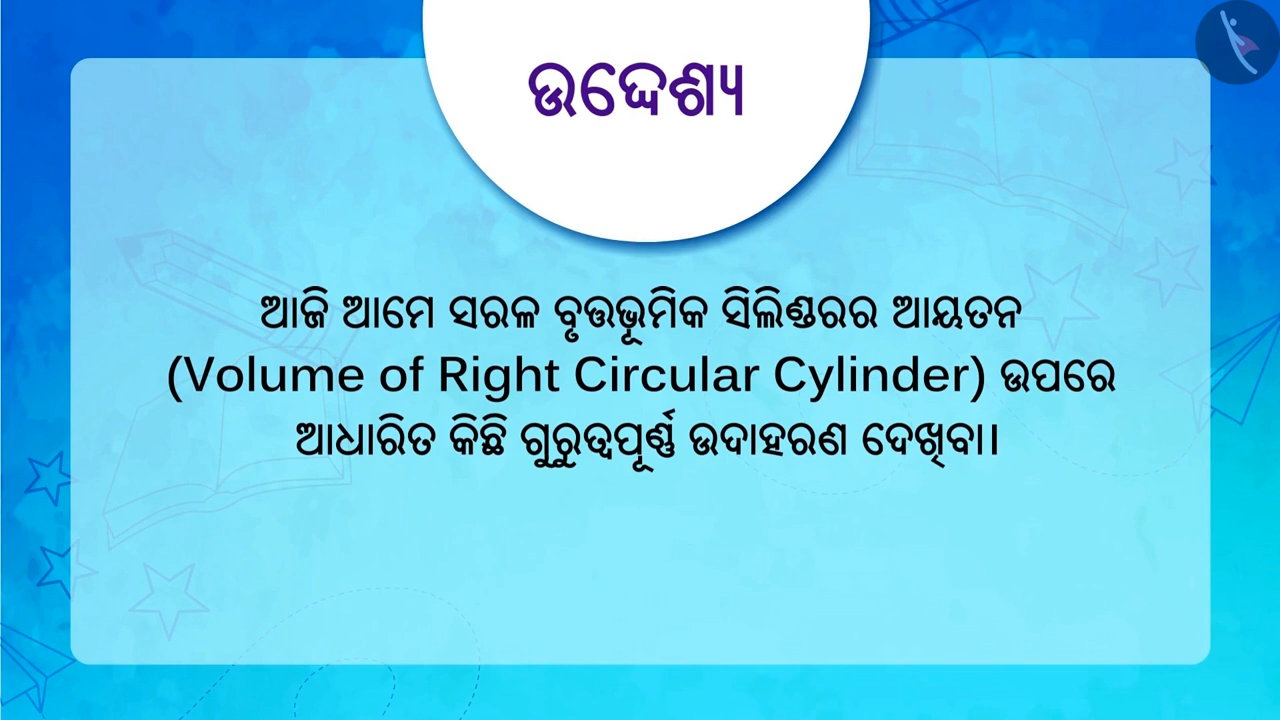 ଉଦ୍ଦେଶ୍ୟ
ଆଜି ଆମେ ସରଳ ବୃତ୍ତଭୂମିକ ସିଲିଣ୍ଡରର ଆୟତନ
(Volume of Right Circular Cylinder) ଉପରେ
ଆଧାରିତ କିଛି ଗୁରୁତ୍ୱପୂର୍ଣ୍ଣ ଉଦାହରଣ ଦେଖିବା।